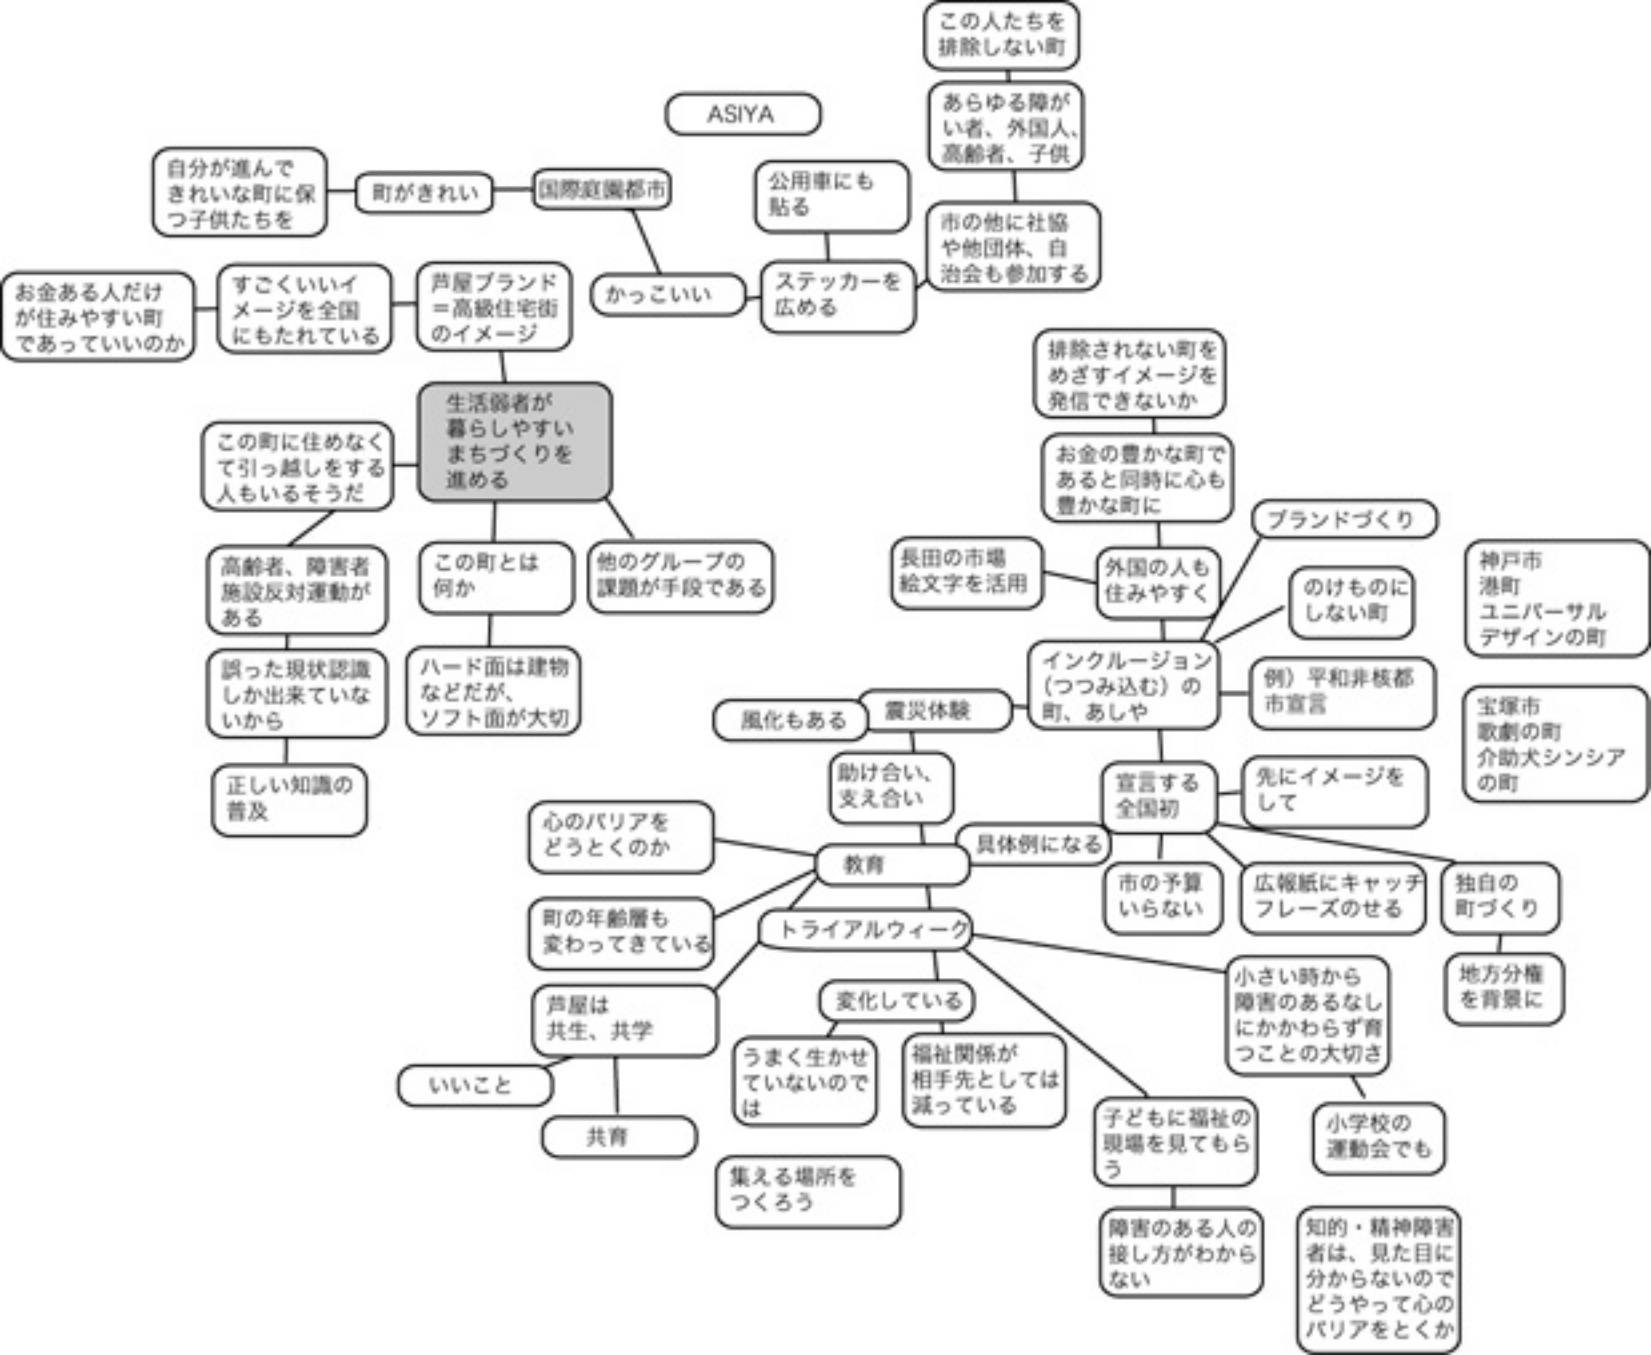 この人たちを
排除しない町
あらゆる障が
い者、外国人、
高齢者、子供
ASIYA
自分が進んで
きれいな町に保
つ子供たちを
町がきれい
国際庭園都市
公用車にも
貼る
市の他に社協
や他団体、自
治会も参加する
お金ある人だけ
が住みやすい町
であっていいのか
すごくいいイ
メージを全国
にもたれている
芦屋ブランド
＝高級住宅街
のイメージ
かっこいい
ステッカーを
広める
排除されない町を
めざすイメージを
発信できないか
生活弱者が
暮らしやすい
まちづくりを
進める
この町に住めなく
て引っ越しをする
人もいるそうだ
お金の豊かな町で
あると同時に心も
豊かな町に
ブランドづくり
高齢者、障害者
施設反対運動が
ある
この町とは
何か
他のグループの
課題が手段である
長田の市場
絵文字を活用
外国の人も
住みやすく
のけものに
しない町
神戸市
港町
ユニバーサル
デザインの町
誤った現状認識
しか出来ていな
いから
ハード面は建物
などだが、
ソフト面が大切
インクルージョン
（つつみ込む）の
町、あしや
例）平和非核都
市宣言
風化もある
震災体験
宝塚市
歌劇の町
介助犬シンシア
の町
正しい知識の
普及
助け合い、
支え合い
宣言する
全国初
先にイメージを
して
心のバリアを
どうとくのか
教育
具体例になる
市の予算
いらない
広報紙にキャッチ
フレーズのせる
独自の
町づくり
町の年齢層も
変わってきている
トライアルウィーク
地方分権
を背景に
芦屋は
共生、共学
変化している
小さい時から
障害のあるなし
にかかわらず育
つことの大切さ
いいこと
うまく生かせ
ていないので
は
福祉関係が
相手先としては
減っている
共育
子どもに福祉の
現場を見てもら
う
小学校の
運動会でも
集える場所を
つくろう
障害のある人の
接し方がわから
ない
知的・精神障害
者は、見た目に
分からないので
どうやって心の
バリアをとくか